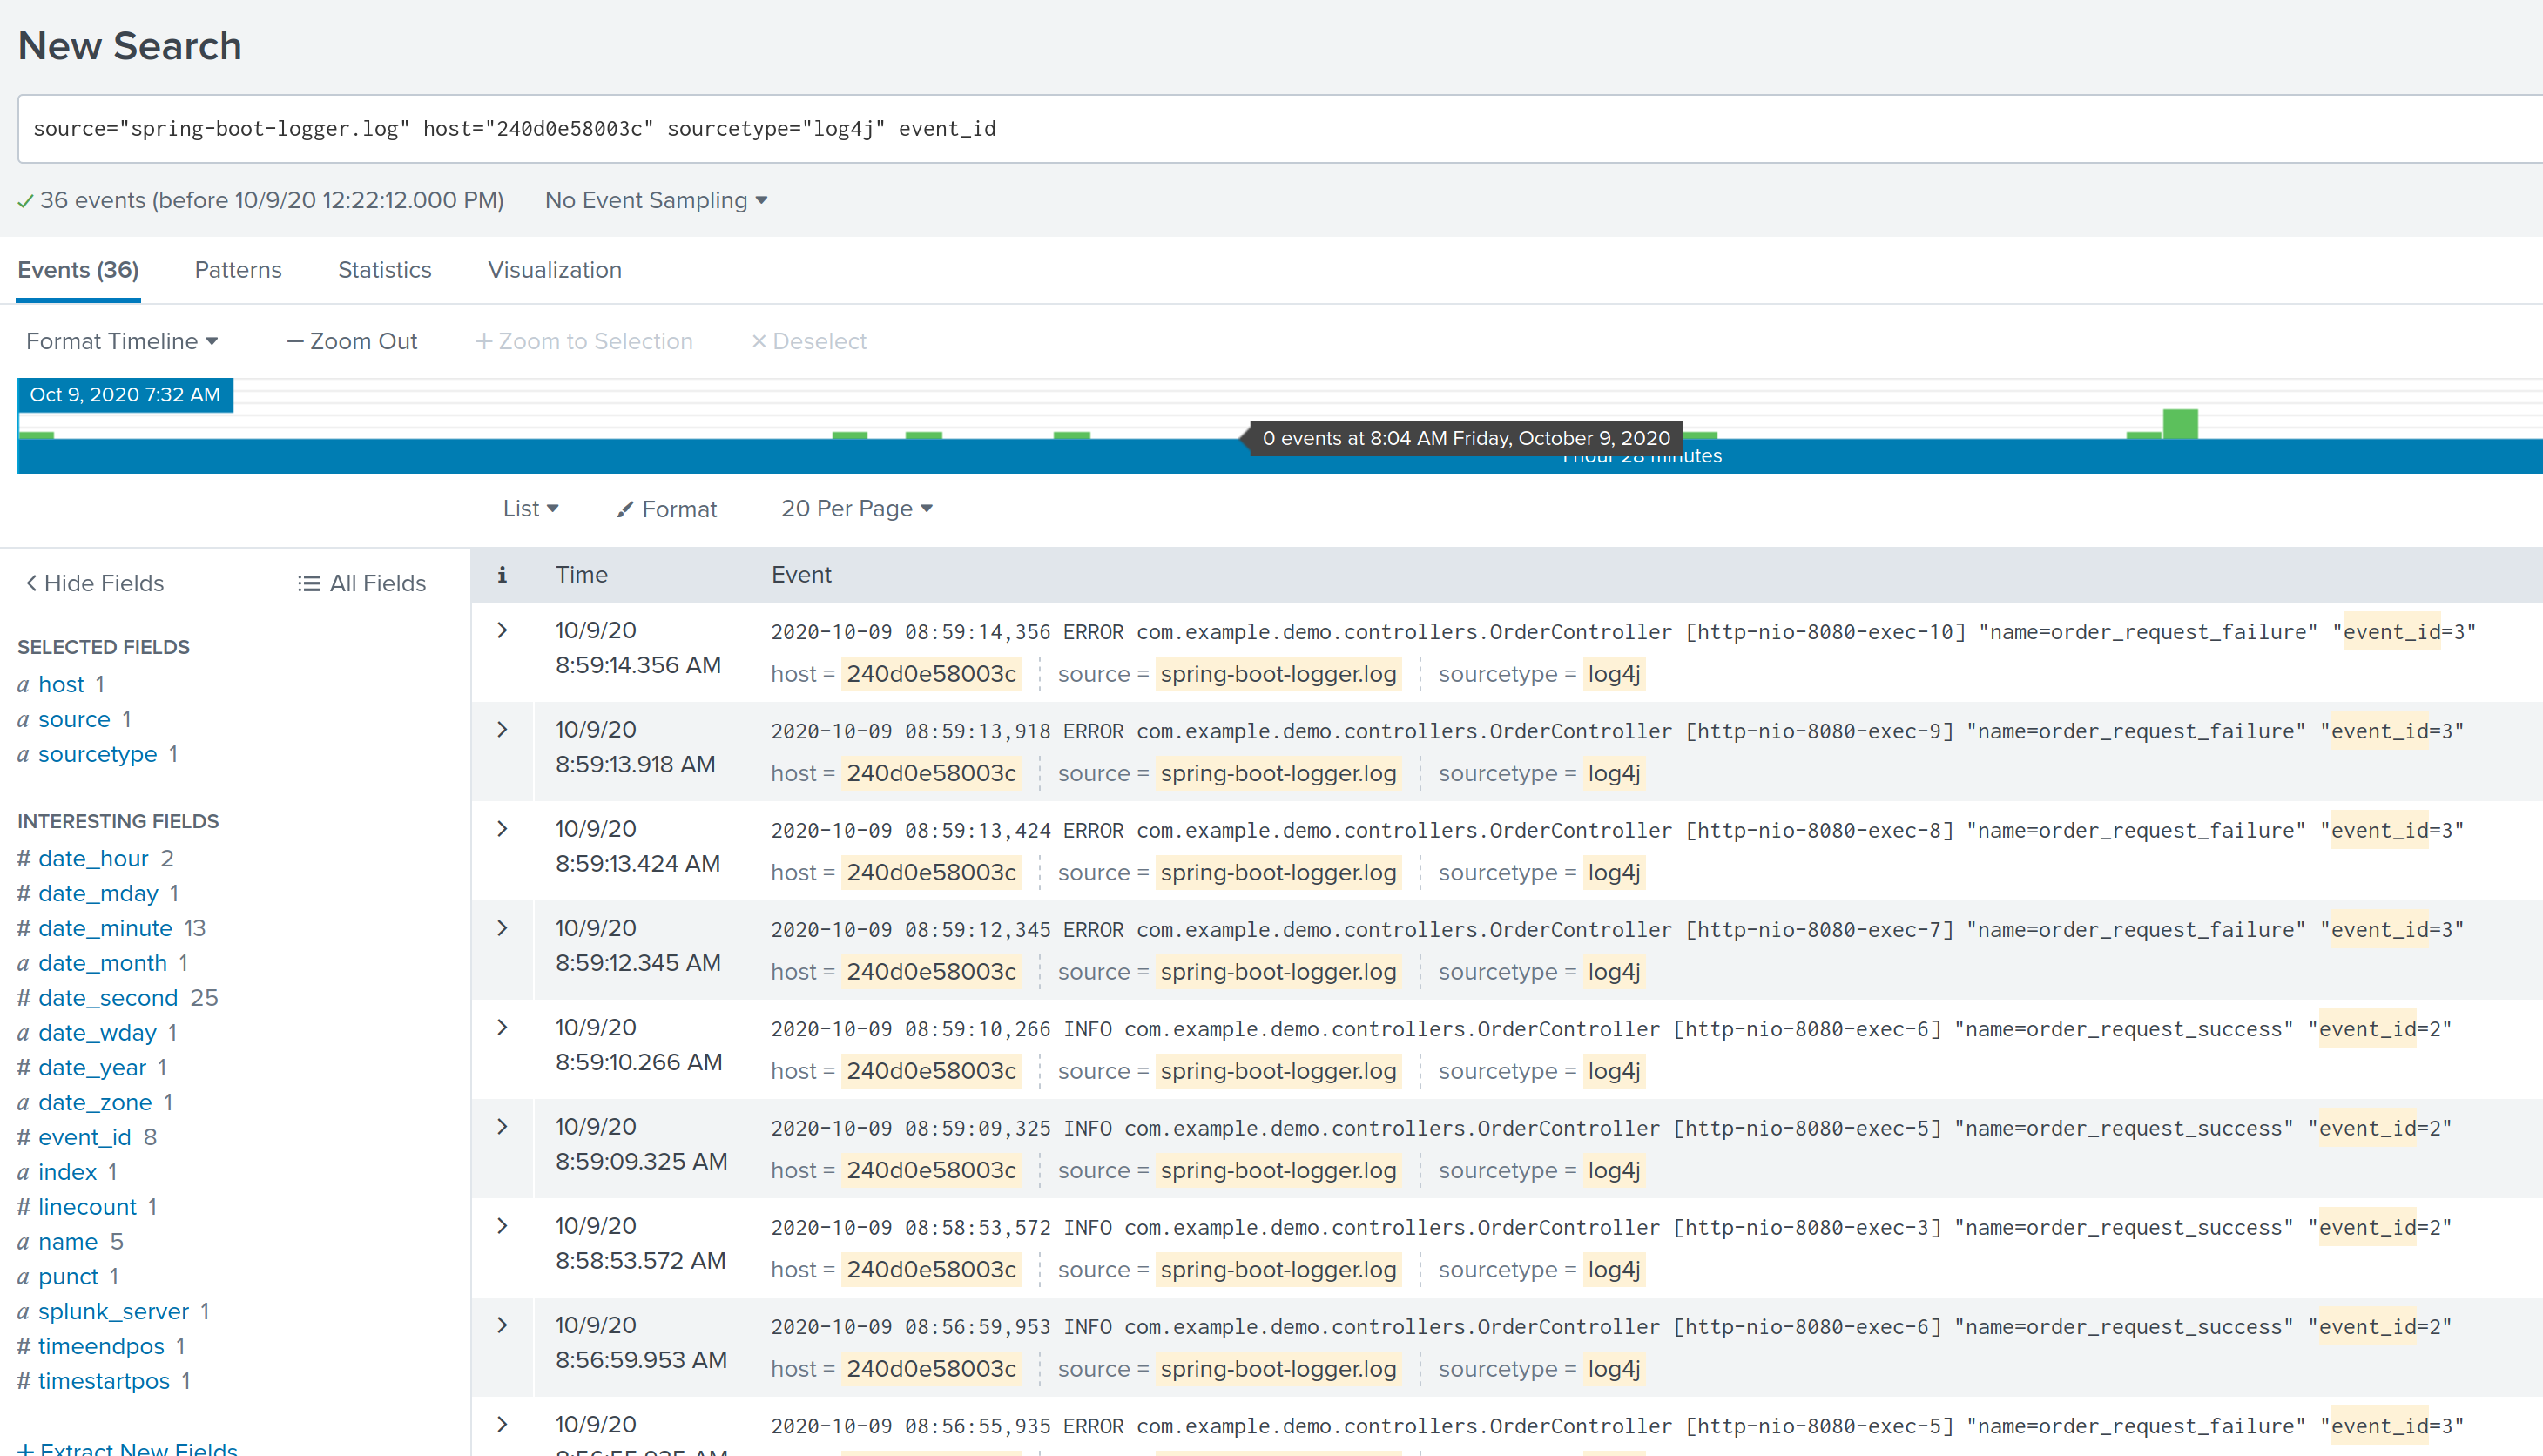 New Search
source="spring-boot-logger.log" host="240d0e58003c" sourcetype="log4j" event_id
36 events (before 10/9/20 12:22:12.000 PM) No Event Sampling
Events (36) Patterns Statistics Visualization
Format Timeline — Zoom Out + Zoom to Selection × Deselect
Oct 9, 2020 7:32 AM
0 events at 8:04 AM Friday, October 9, 2020
1 hour 28 minutes
List Format 20 Per Page
Hide Fields All Fields
SELECTED FIELDS
a host 1
a source 1
a sourcetype 1
INTERESTING FIELDS
# date_hour 2
# date_mday 1
# date_minute 13
a date_month 1
# date_second 25
a date_wday 1
# date_year 1
a date_zone 1
# event_id 8
a index 1
# linecount 1
a name 5
a punct 1
a splunk_server 1
# timeendpos 1
# timestartpos 1
+ Extract New Fields
i Time Event
10/9/20 8:59:14.356 AM
2020-10-09 08:59:14,356 ERROR com.example.demo.controllers.OrderController [http-nio-8080-exec-10] "name=order_request_failure" "event_id=3"
host = 240d0e58003c source = spring-boot-logger.log sourcetype = log4j
10/9/20 8:59:13.918 AM
2020-10-09 08:59:13,918 ERROR com.example.demo.controllers.OrderController [http-nio-8080-exec-9] "name=order_request_failure" "event_id=3"
host = 240d0e58003c source = spring-boot-logger.log sourcetype = log4j
10/9/20 8:59:13.424 AM
2020-10-09 08:59:13,424 ERROR com.example.demo.controllers.OrderController [http-nio-8080-exec-8] "name=order_request_failure" "event_id=3"
host = 240d0e58003c source = spring-boot-logger.log sourcetype = log4j
10/9/20 8:59:12.345 AM
2020-10-09 08:59:12,345 ERROR com.example.demo.controllers.OrderController [http-nio-8080-exec-7] "name=order_request_failure" "event_id=3"
host = 240d0e58003c source = spring-boot-logger.log sourcetype = log4j
10/9/20 8:59:10.266 AM
2020-10-09 08:59:10,266 INFO com.example.demo.controllers.OrderController [http-nio-8080-exec-6] "name=order_request_success" "event_id=2"
host = 240d0e58003c source = spring-boot-logger.log sourcetype = log4j
10/9/20 8:59:09.325 AM
2020-10-09 08:59:09,325 INFO com.example.demo.controllers.OrderController [http-nio-8080-exec-5] "name=order_request_success" "event_id=2"
host = 240d0e58003c source = spring-boot-logger.log sourcetype = log4j
10/9/20 8:58:53.572 AM
2020-10-09 08:58:53,572 INFO com.example.demo.controllers.OrderController [http-nio-8080-exec-3] "name=order_request_success" "event_id=2"
host = 240d0e58003c source = spring-boot-logger.log sourcetype = log4j
10/9/20 8:56:59.953 AM
2020-10-09 08:56:59,953 INFO com.example.demo.controllers.OrderController [http-nio-8080-exec-6] "name=order_request_success" "event_id=2"
host = 240d0e58003c source = spring-boot-logger.log sourcetype = log4j
10/9/20 8:56:55.935 AM
2020-10-09 08:56:55,935 ERROR com.example.demo.controllers.OrderController [http-nio-8080-exec-5] "name=order_request_failure" "event_id=3"